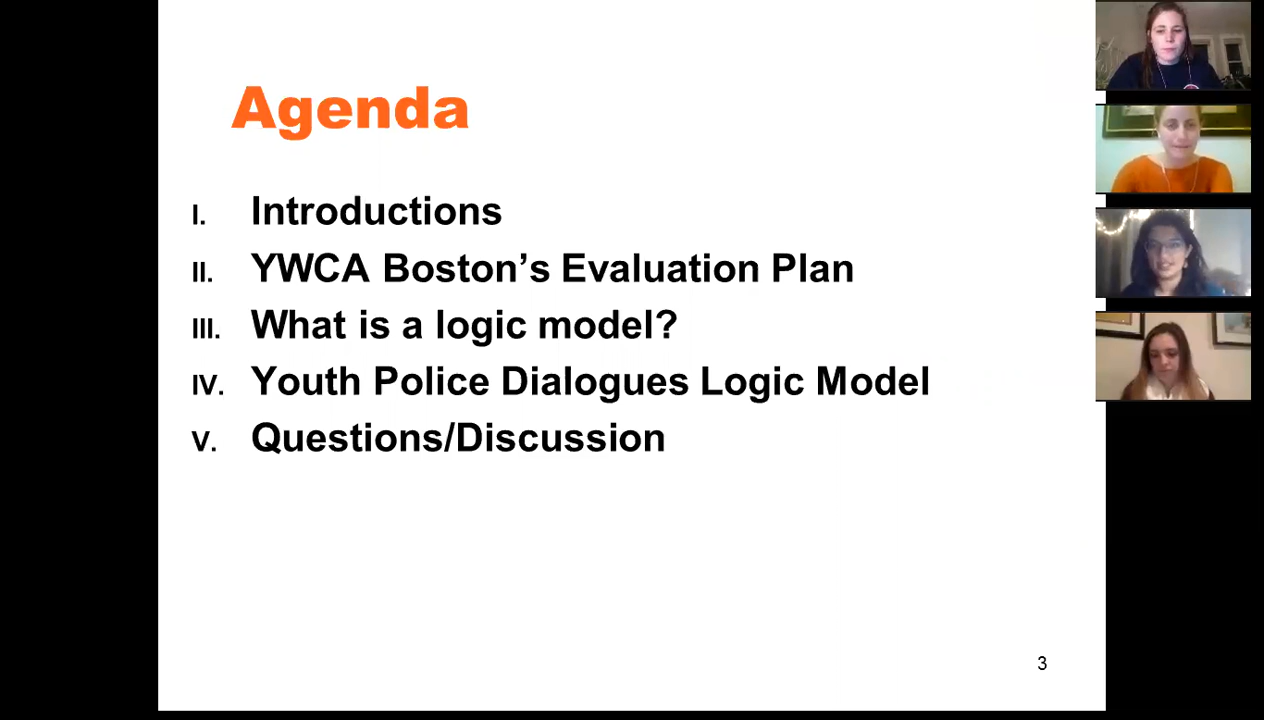 Agenda
I. Introductions
II. YWCA Boston’s Evaluation Plan
III. What is a logic model?
IV. Youth Police Dialogues Logic Model
V. Questions/Discussion
3